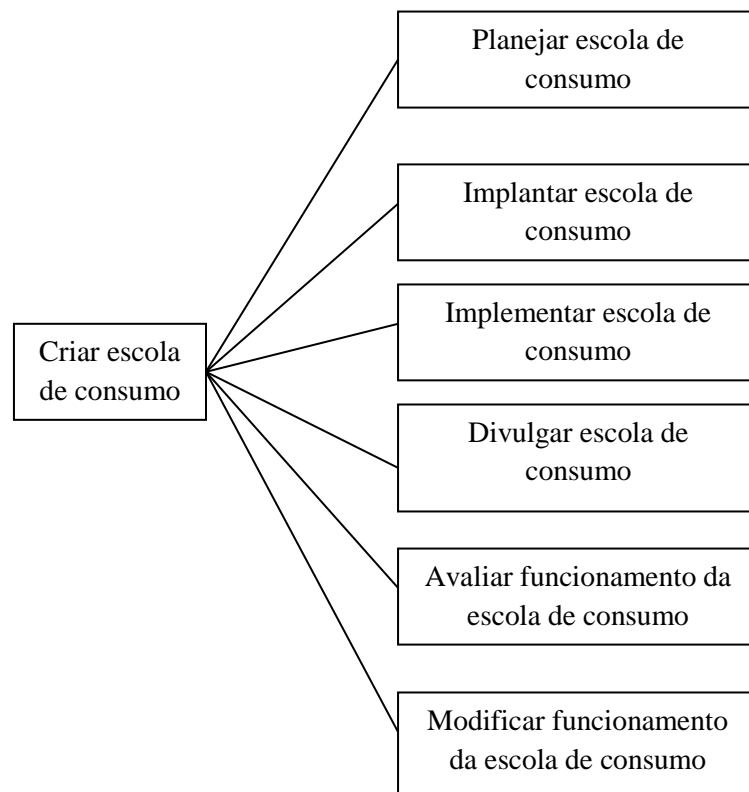 Planejar escola de
consumo
Implantar escola de
consumo
Implementar escola de
consumo
Criar escola
de consumo
Divulgar escola de
consumo
Avaliar funcionamento da
escola de consumo
Modificar funcionamento
da escola de consumo